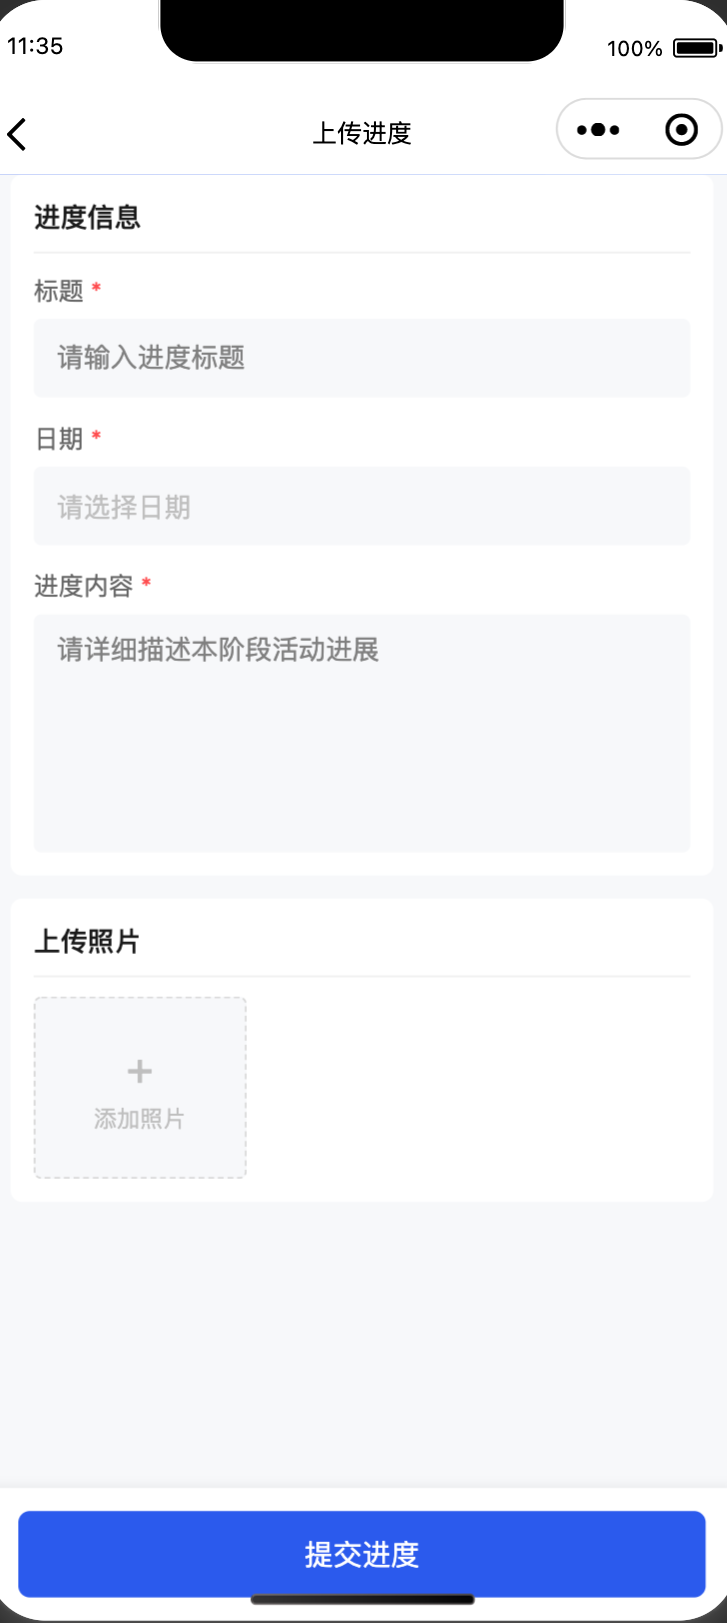 11:35
100%
上传进度
进度信息
标题 *
请输入进度标题
日期 *
请选择日期
进度内容 *
请详细描述本阶段活动进展
上传照片
+
添加照片
提交进度